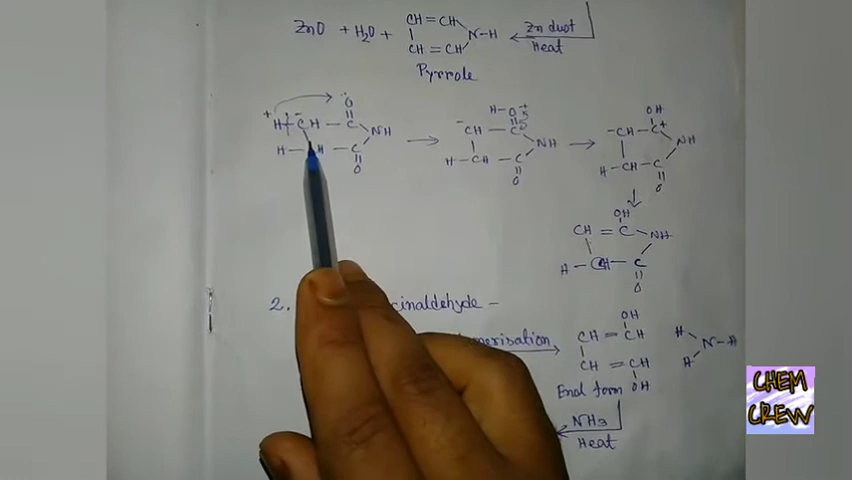 ZnO + H₂O +
CH=CH
CH=CH
N-H
Zn dust
Heat
Pyrrole
+ H - CH - C NH
O
H - H - C
O
H-O +
- CH - C NH
H-CH-C
O
OH
- CH - C + NH
H-CH-C
O
OH
CH = C - NH
H - CH - C
O
2. cinaldehyde -
merisation
OH
CH = CH
CH = CH
OH
H
N-H
H
Enol form
NH₃
Heat
CHEM
CREW